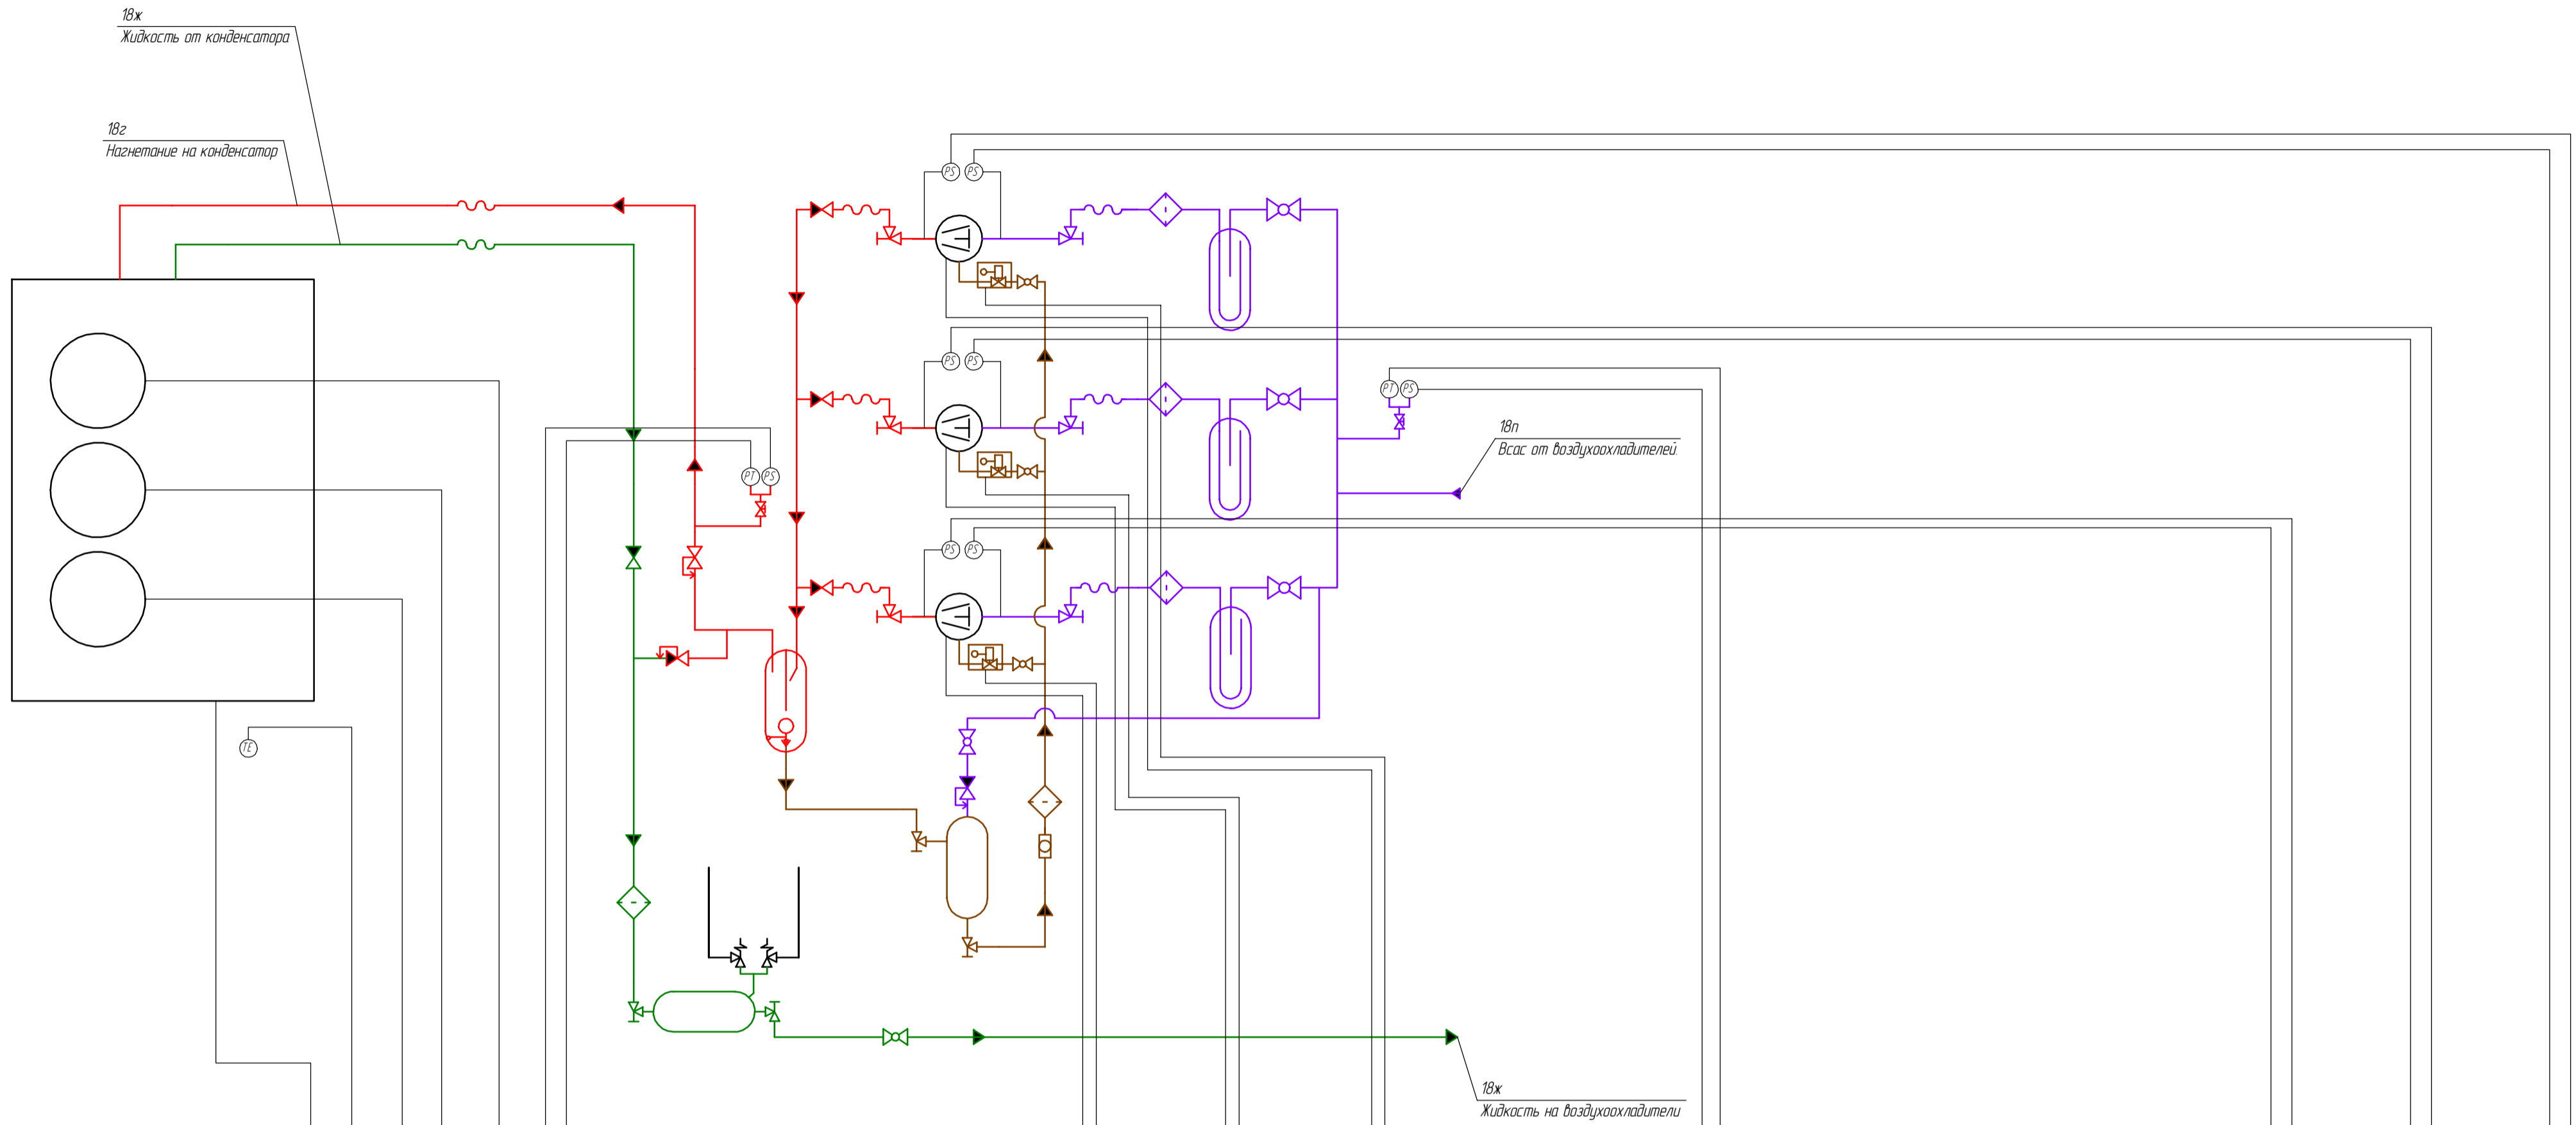 18ж
Жидкость от конденсатора
18г
Нагнетание на конденсатор
PS PS
PS PS
PT PS
18п
Всас от воздухоохладителей.
PT PS
PS PS
TE
18ж
Жидкость на воздухоохладители